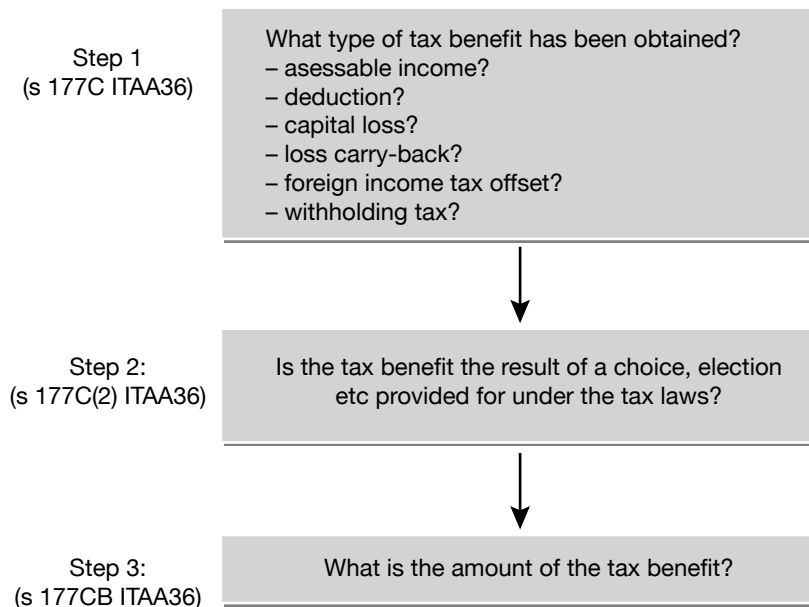 Step 1
(s 177C ITAA36)
What type of tax benefit has been obtained?
– asessable income?
– deduction?
– capital loss?
– loss carry-back?
– foreign income tax offset?
– withholding tax?
Step 2:
(s 177C(2) ITAA36)
Is the tax benefit the result of a choice, election
etc provided for under the tax laws?
Step 3:
(s 177CB ITAA36)
What is the amount of the tax benefit?